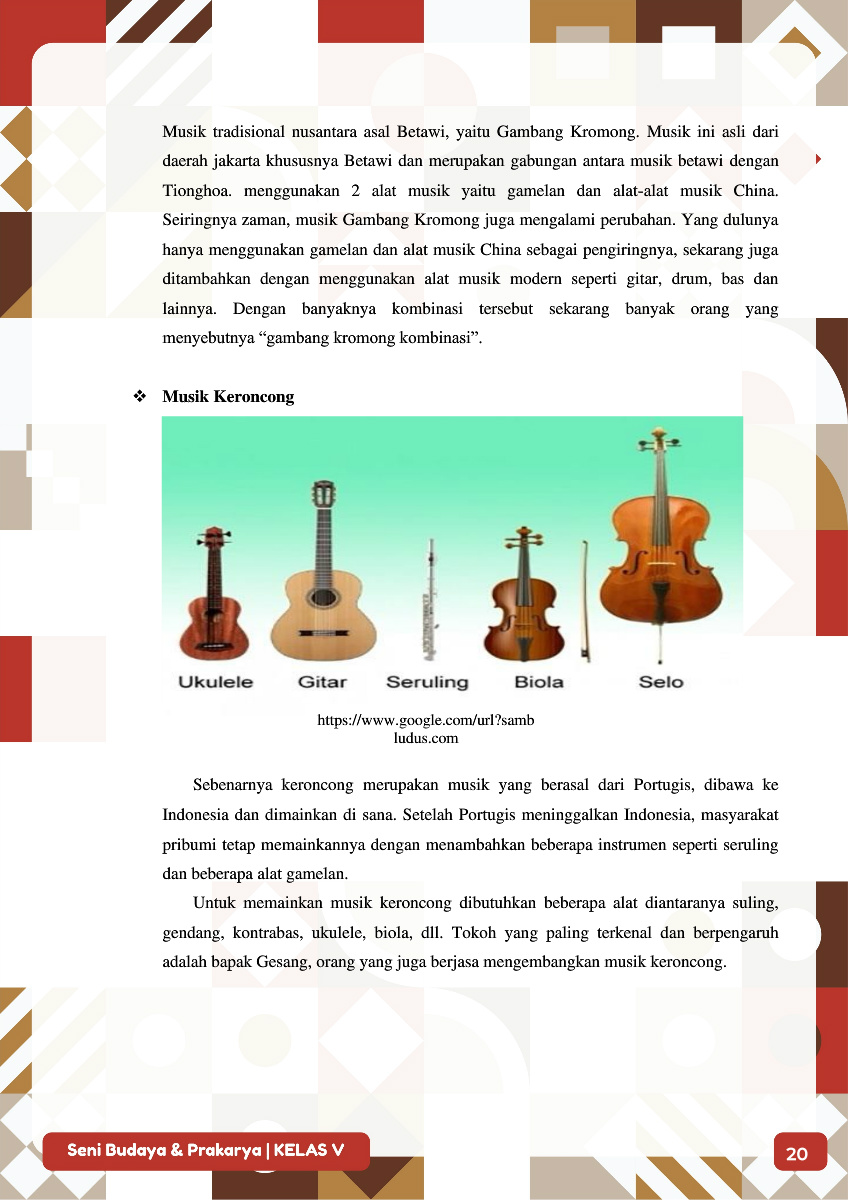 Musik tradisional nusantara asal Betawi, yaitu Gambang Kromong. Musik ini asli dari
daerah jakarta khususnya Betawi dan merupakan gabungan antara musik betawi dengan
Tionghoa. menggunakan 2 alat musik yaitu gamelan dan alat-alat musik China.
Seiringnya zaman, musik Gambang Kromong juga mengalami perubahan. Yang dulunya
hanya menggunakan gamelan dan alat musik China sebagai pengiringnya, sekarang juga
ditambahkan dengan menggunakan alat musik modern seperti gitar, drum, bas dan
lainnya. Dengan banyaknya kombinasi tersebut sekarang banyak orang yang
menyebutnya “gambang kromong kombinasi”.
❖ Musik Keroncong
Ukulele Gitar Seruling Biola Selo
https://www.google.com/url?samb
ludus.com
Sebenarnya keroncong merupakan musik yang berasal dari Portugis, dibawa ke
Indonesia dan dimainkan di sana. Setelah Portugis meninggalkan Indonesia, masyarakat
pribumi tetap memainkannya dengan menambahkan beberapa instrumen seperti seruling
dan beberapa alat gamelan.
Untuk memainkan musik keroncong dibutuhkan beberapa alat diantaranya suling,
gendang, kontrabas, ukulele, biola, dll. Tokoh yang paling terkenal dan berpengaruh
adalah bapak Gesang, orang yang juga berjasa mengembangkan musik keroncong.
Seni Budaya & Prakarya | KELAS V
20